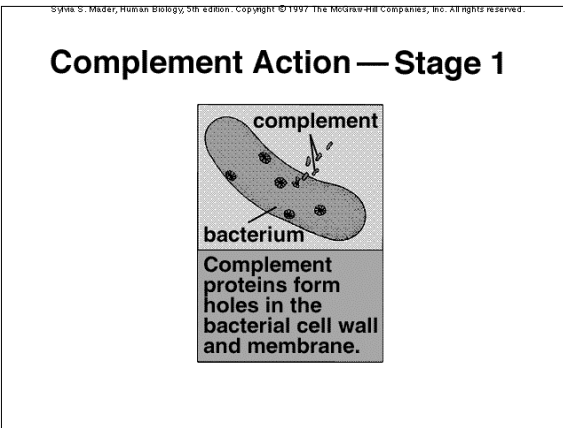 Sylvia S. Mader, Human Biology, 5th edition. Copyright © 1997 The McGraw-Hill Companies, Inc. All rights reserved.
Complement Action — Stage 1
complement
bacterium
Complement
proteins form
holes in the
bacterial cell wall
and membrane.